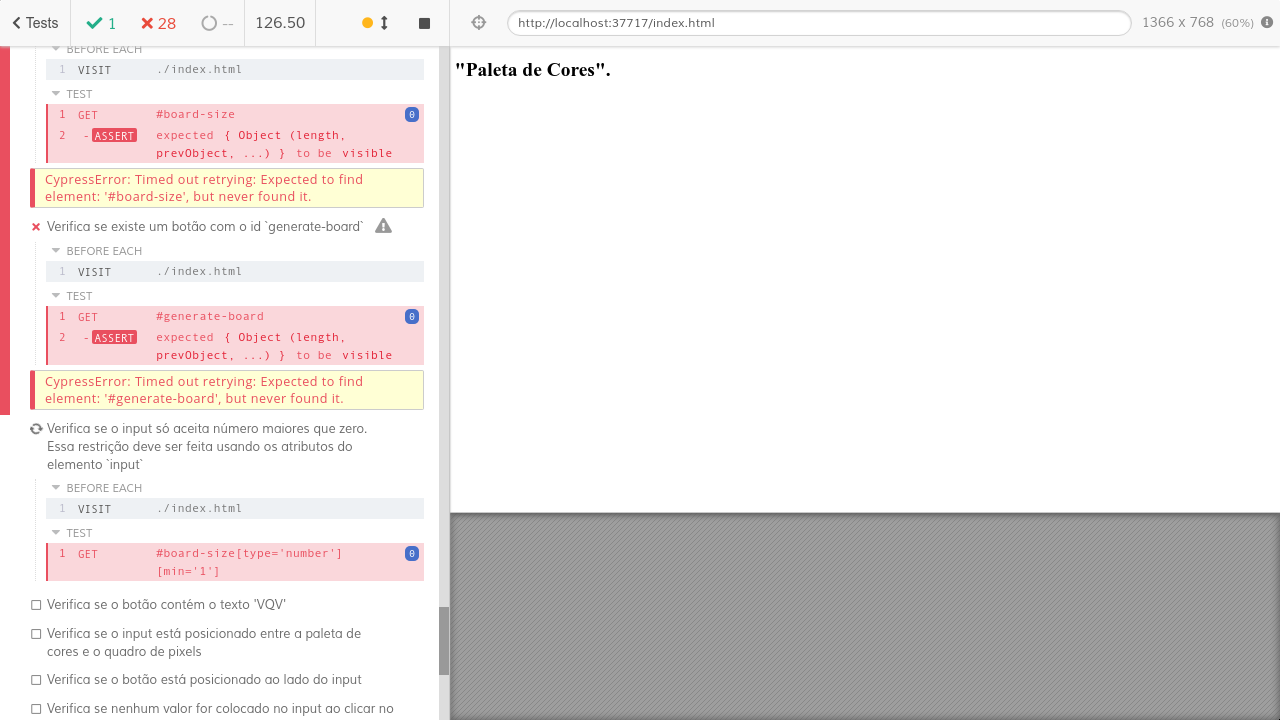 Tests
1
28
--
126.50
http://localhost:37717/index.html
1366 x 768 (60%)
BEFORE EACH
1 VISIT ./index.html
TEST
1 GET #board-size 0
2 -ASSERT expected { Object (length,
prevObject, ...) } to be visible
CypressError: Timed out retrying: Expected to find
element: '#board-size', but never found it.
Verifica se existe um botão com o id `generate-board`
BEFORE EACH
1 VISIT ./index.html
TEST
1 GET #generate-board 0
2 -ASSERT expected { Object (length,
prevObject, ...) } to be visible
CypressError: Timed out retrying: Expected to find
element: '#generate-board', but never found it.
Verifica se o input só aceita número maiores que zero.
Essa restrição deve ser feita usando os atributos do
elemento `input`
BEFORE EACH
1 VISIT ./index.html
TEST
1 GET #board-size[type='number'] 0
[min='1']
Verifica se o botão contém o texto 'VQV'
Verifica se o input está posicionado entre a paleta de
cores e o quadro de pixels
Verifica se o botão está posicionado ao lado do input
Verifica se nenhum valor for colocado no input ao clicar no
"Paleta de Cores".